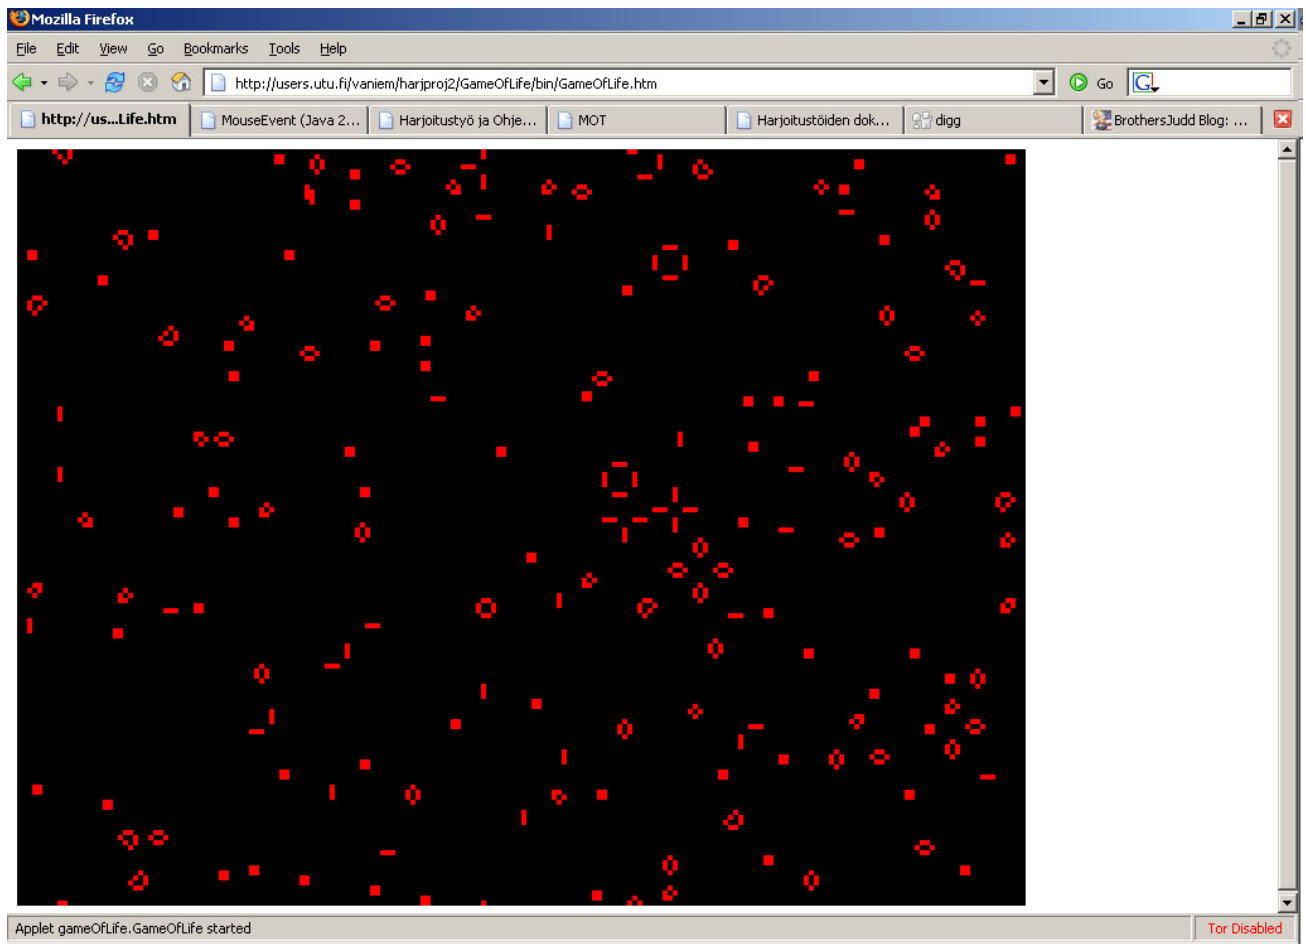 Mozilla Firefox
File Edit View Go Bookmarks Tools Help
http://users.utu.fi/vaniem/harjproj2/GameOfLife/bin/GameOfLife.htm Go G
http://us...Life.htm MouseEvent (Java 2... Harjoitustyö ja Ohje... MOT Harjoitustöiden dok... digg BrothersJudd Blog: ...
Applet gameOfLife.GameOfLife started Tor Disabled